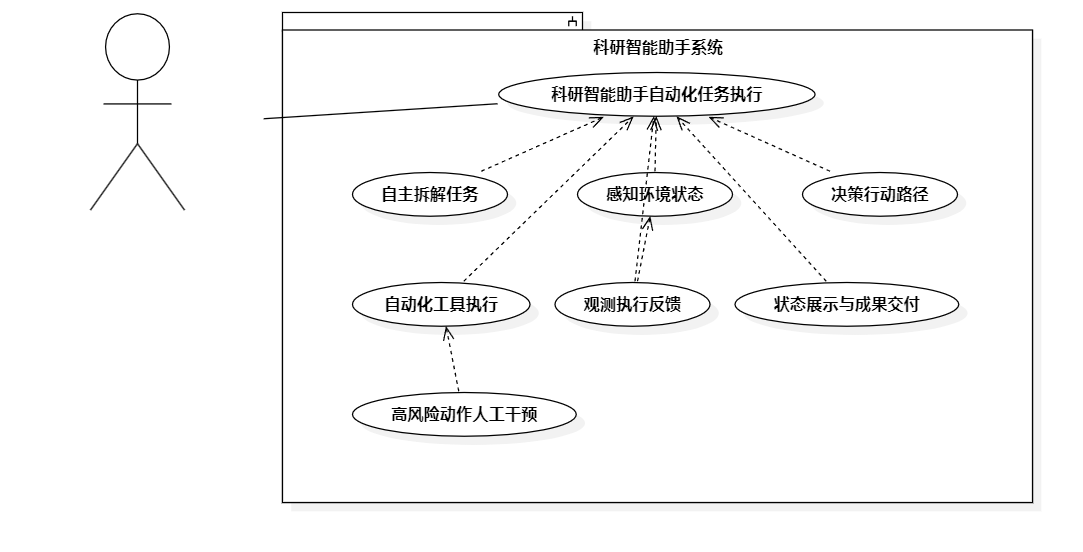 科研智能助手系统
科研智能助手自动化任务执行
自主拆解任务
感知环境状态
决策行动路径
自动化工具执行
观测执行反馈
状态展示与成果交付
高风险动作人工干预